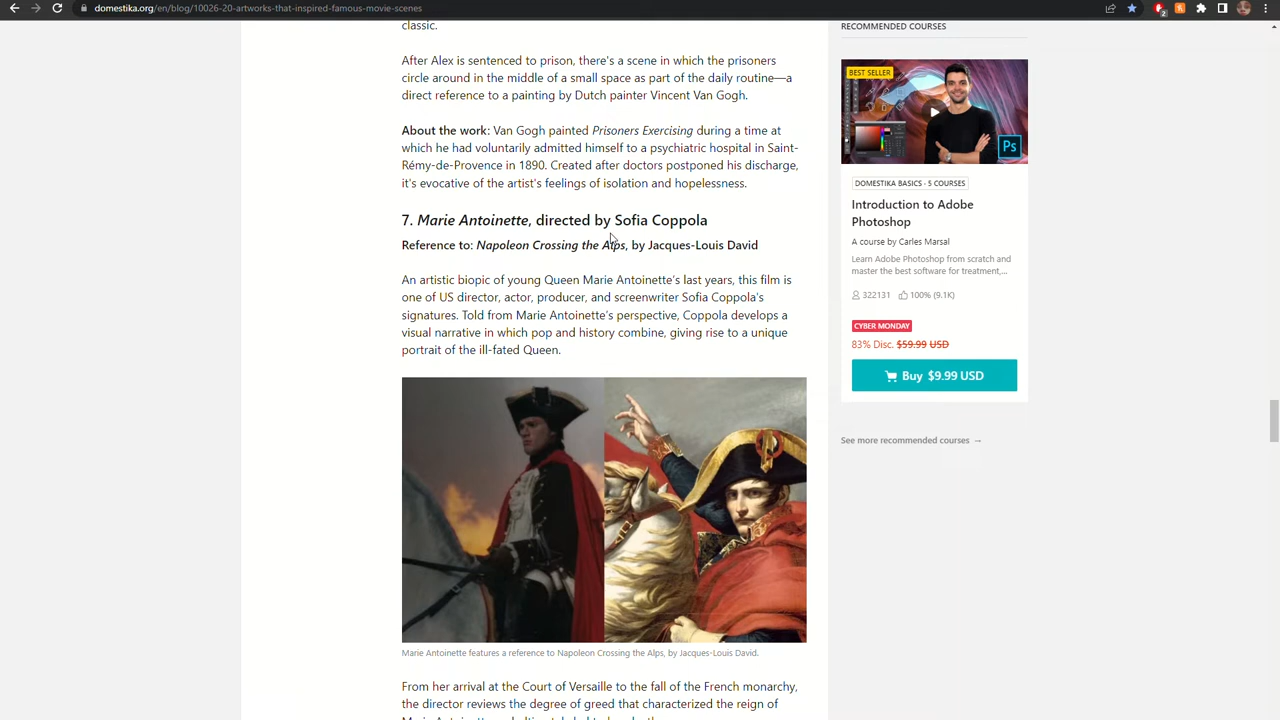 domestika.org/en/blog/10026-20-artworks-that-inspired-famous-movie-scenes
classic.
After Alex is sentenced to prison, there's a scene in which the prisoners
circle around in the middle of a small space as part of the daily routine—a
direct reference to a painting by Dutch painter Vincent Van Gogh.
About the work: Van Gogh painted Prisoners Exercising during a time at
which he had voluntarily admitted himself to a psychiatric hospital in Saint-
Rémy-de-Provence in 1890. Created after doctors postponed his discharge,
it's evocative of the artist's feelings of isolation and hopelessness.
7. Marie Antoinette, directed by Sofia Coppola
Reference to: Napoleon Crossing the Alps, by Jacques-Louis David
An artistic biopic of young Queen Marie Antoinette's last years, this film is
one of US director, actor, producer, and screenwriter Sofia Coppola's
signatures. Told from Marie Antoinette's perspective, Coppola develops a
visual narrative in which pop and history combine, giving rise to a unique
portrait of the ill-fated Queen.
Marie Antoinette features a reference to Napoleon Crossing the Alps, by Jacques-Louis David.
From her arrival at the Court of Versaille to the fall of the French monarchy,
the director reviews the degree of greed that characterized the reign of
RECOMMENDED COURSES
BEST SELLER
Ps
DOMESTIKA BASICS · 5 COURSES
Introduction to Adobe
Photoshop
A course by Carles Marsal
Learn Adobe Photoshop from scratch and
master the best software for treatment,...
322131 100% (9.1K)
CYBER MONDAY
83% Disc. $59.99 USD
Buy $9.99 USD
See more recommended courses →